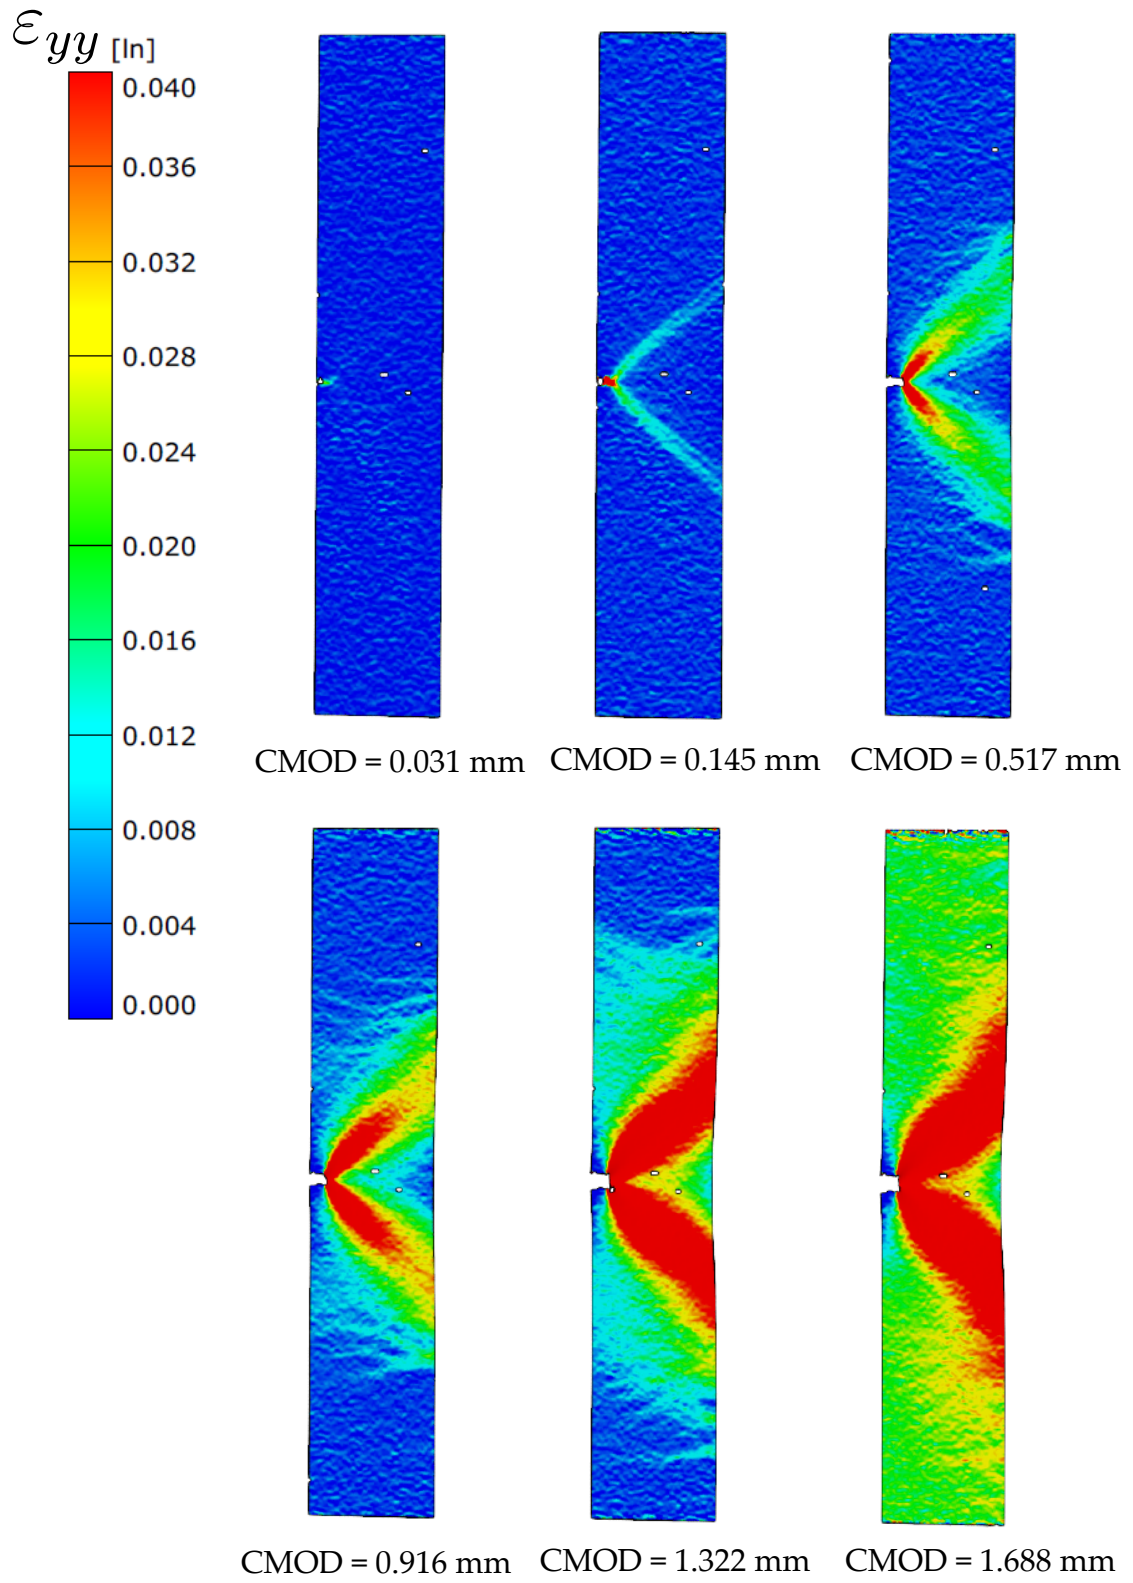 εyy [ln]
0.040
0.036
0.032
0.028
0.024
0.020
0.016
0.012
0.008
0.004
0.000
CMOD = 0.031 mm
CMOD = 0.145 mm
CMOD = 0.517 mm
CMOD = 0.916 mm
CMOD = 1.322 mm
CMOD = 1.688 mm